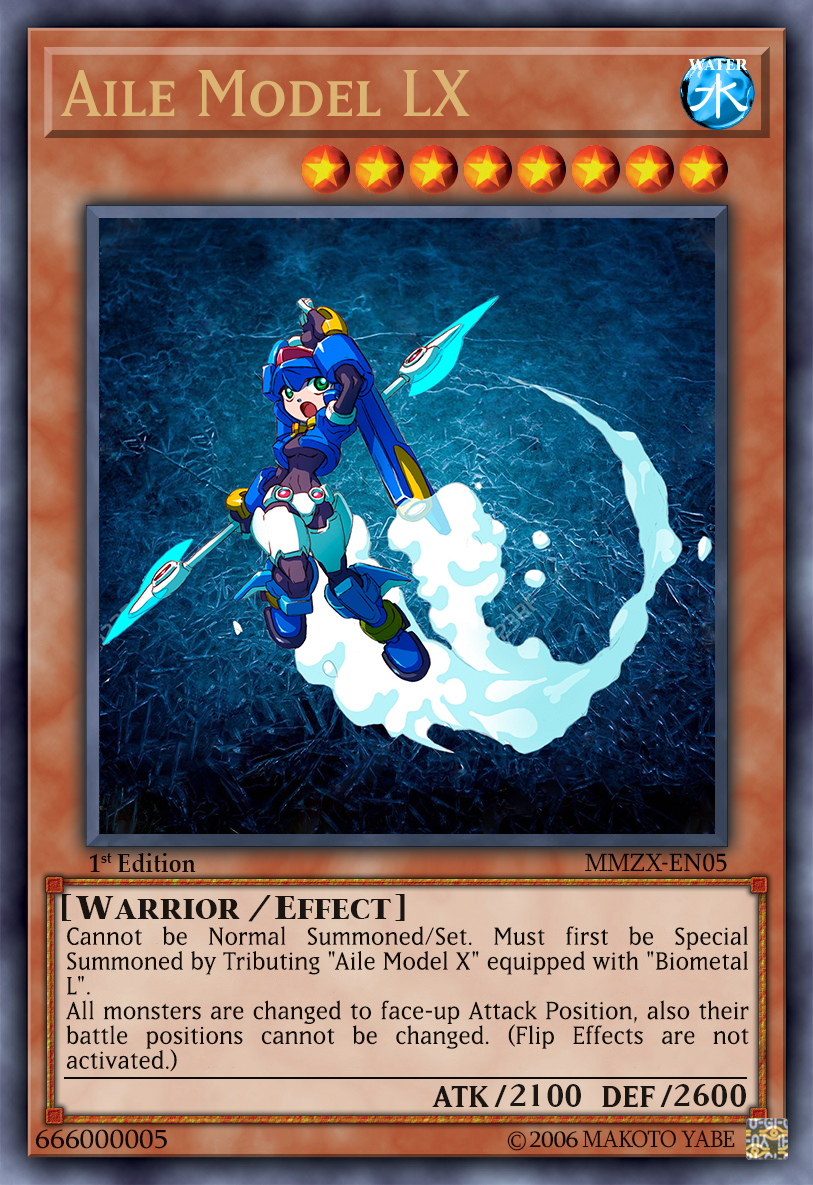 Aile Model LX
WATER
水
1st Edition
MMZX-EN05
[Warrior / Effect]
Cannot be Normal Summoned/Set. Must first be Special
Summoned by Tributing "Aile Model X" equipped with "Biometal
L".
All monsters are changed to face-up Attack Position, also their
battle positions cannot be changed. (Flip Effects are not
activated.)
ATK / 2100 DEF / 2600
666000005
© 2006 MAKOTO YABE